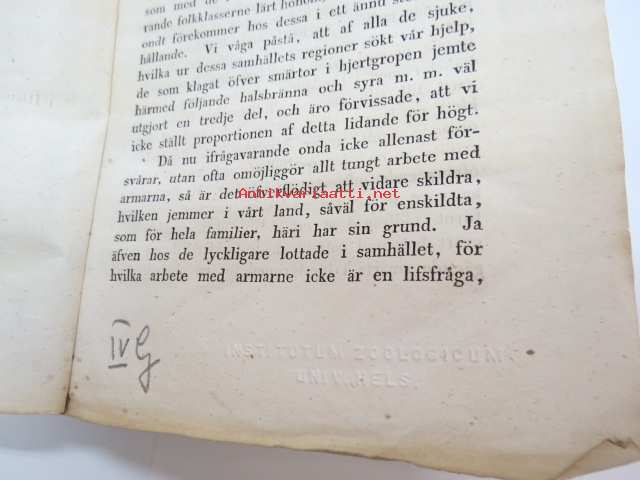 som med de
rande folkklasserne lärt
ondt förekommer hos dessa i ett ännu
hållande. Vi våga påstå, att af alla de sjuke,
hvilka ur dessa samhällets regioner sökt vår hjelp,
de som klagat öfver smärtor i hjertgropen jemte
härmed följande halsbränna och syra m. m. väl
utgjort en tredje del, och äro förvissade, att vi
icke ställt proportionen af detta lidande för högt.
Då nu ifrågavarande onda icke allenast för-
svårar, utan ofta omöjliggör allt tungt arbete med
armarna, så är det öfverflödigt att vidare skildra,
Antikvariaatti.net
hvilken jemmer i vårt land, såväl för enskildta,
som för hela familier, häri har sin grund. Ja
äfven hos de lyckligare lottade i samhället, för
hvilka arbete med armarne icke är en lifsfråga,
IV G
INSTITUTUM ZOOLOGICUM
UNIV. HELS.